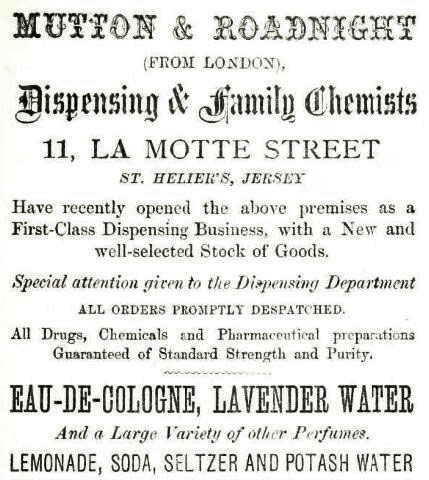 MUTTON & ROADNIGHT
(FROM LONDON),
Dispensing & Family Chemists
11, LA MOTTE STREET
ST. HELIER'S, JERSEY
Have recently opened the above premises as a
First-Class Dispensing Business, with a New and
well-selected Stock of Goods.
Special attention given to the Dispensing Department
ALL ORDERS PROMPTLY DESPATCHED.
All Drugs, Chemicals and Pharmaceutical preparations
Guaranteed of Standard Strength and Purity.
EAU-DE-COLOGNE, LAVENDER WATER
And a Large Variety of other Perfumes.
LEMONADE, SODA, SELTZER AND POTASH WATER